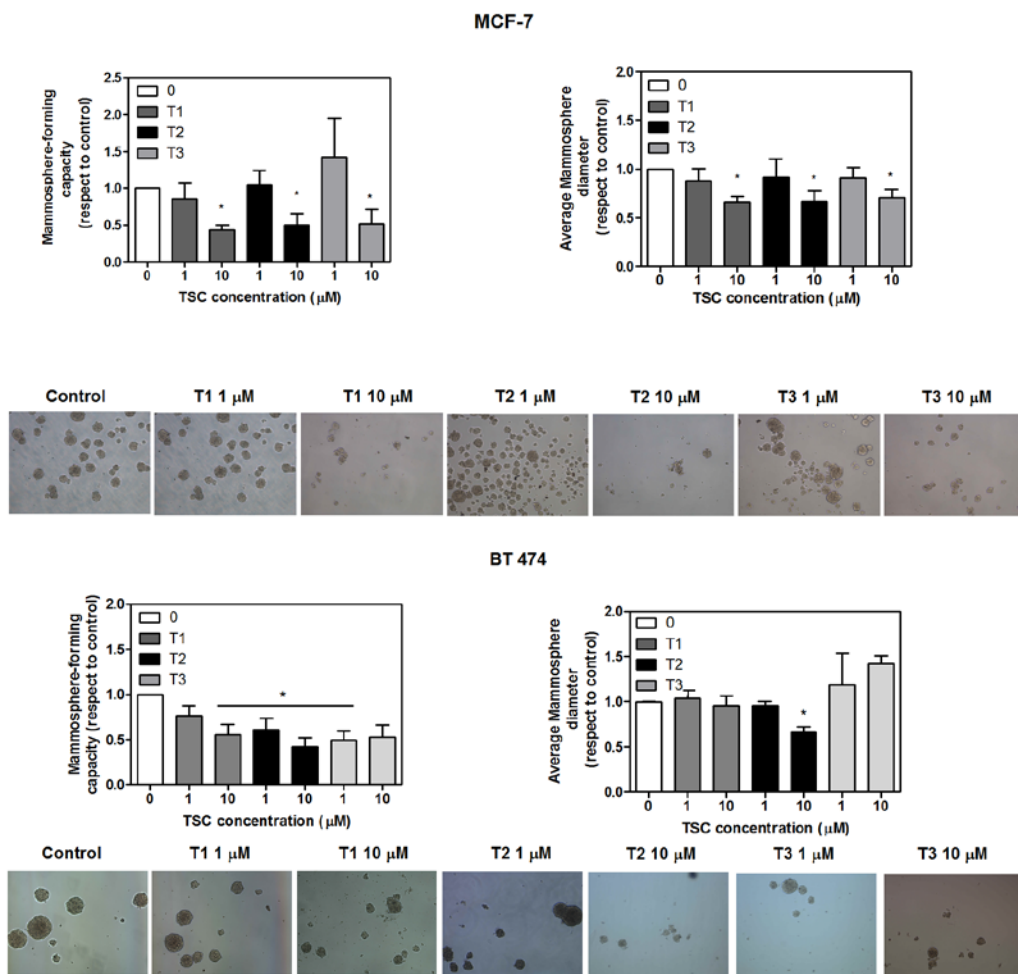 MCF-7
Mammosphere-forming
capacity
(respect to control)
2.5
2.0
1.5
1.0
0.5
0.0
0
T1
T2
T3
*
*
*
0 1 10 1 10 1 10
TSC concentration (μM)
Average Mammosphere
diameter
(respect to control)
2.0
1.5
1.0
0.5
0.0
0
T1
T2
T3
*
*
*
0 1 10 1 10 1 10
TSC concentration (μM)
Control T1 1 μM T1 10 μM T2 1 μM T2 10 μM T3 1 μM T3 10 μM
BT 474
Mammosphere-forming
capacity (respect to control)
2.0
1.5
1.0
0.5
0.0
0
T1
T2
T3
*
0 1 10 1 10 1 10
TSC concentration (μM)
Average Mammosphere
diameter
(respect to control)
2.0
1.5
1.0
0.5
0.0
0
T1
T2
T3
*
0 1 10 1 10 1 10
TSC concentration (μM)
Control T1 1 μM T1 10 μM T2 1 μM T2 10 μM T3 1 μM T3 10 μM